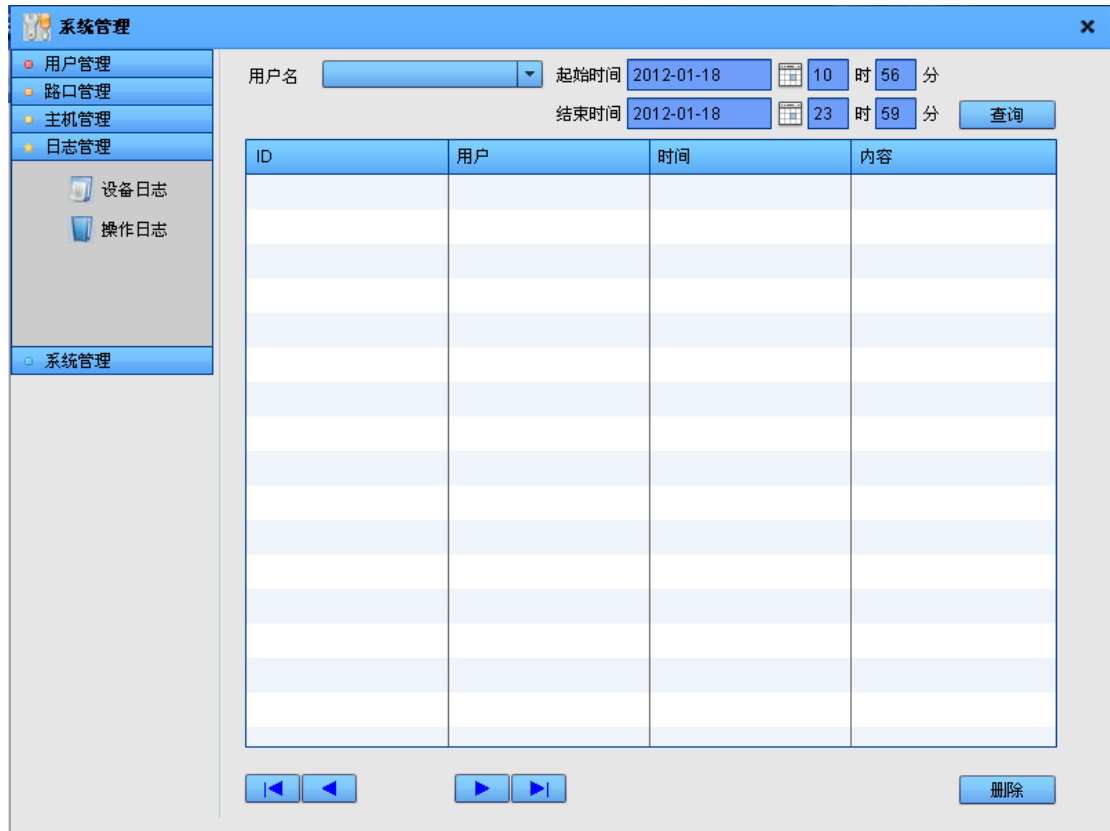 系统管理
用户管理
路口管理
主机管理
日志管理
设备日志
操作日志
系统管理
用户名 起始时间 2012-01-18 10 时 56 分
结束时间 2012-01-18 23 时 59 分 查询
ID 用户 时间 内容
删除